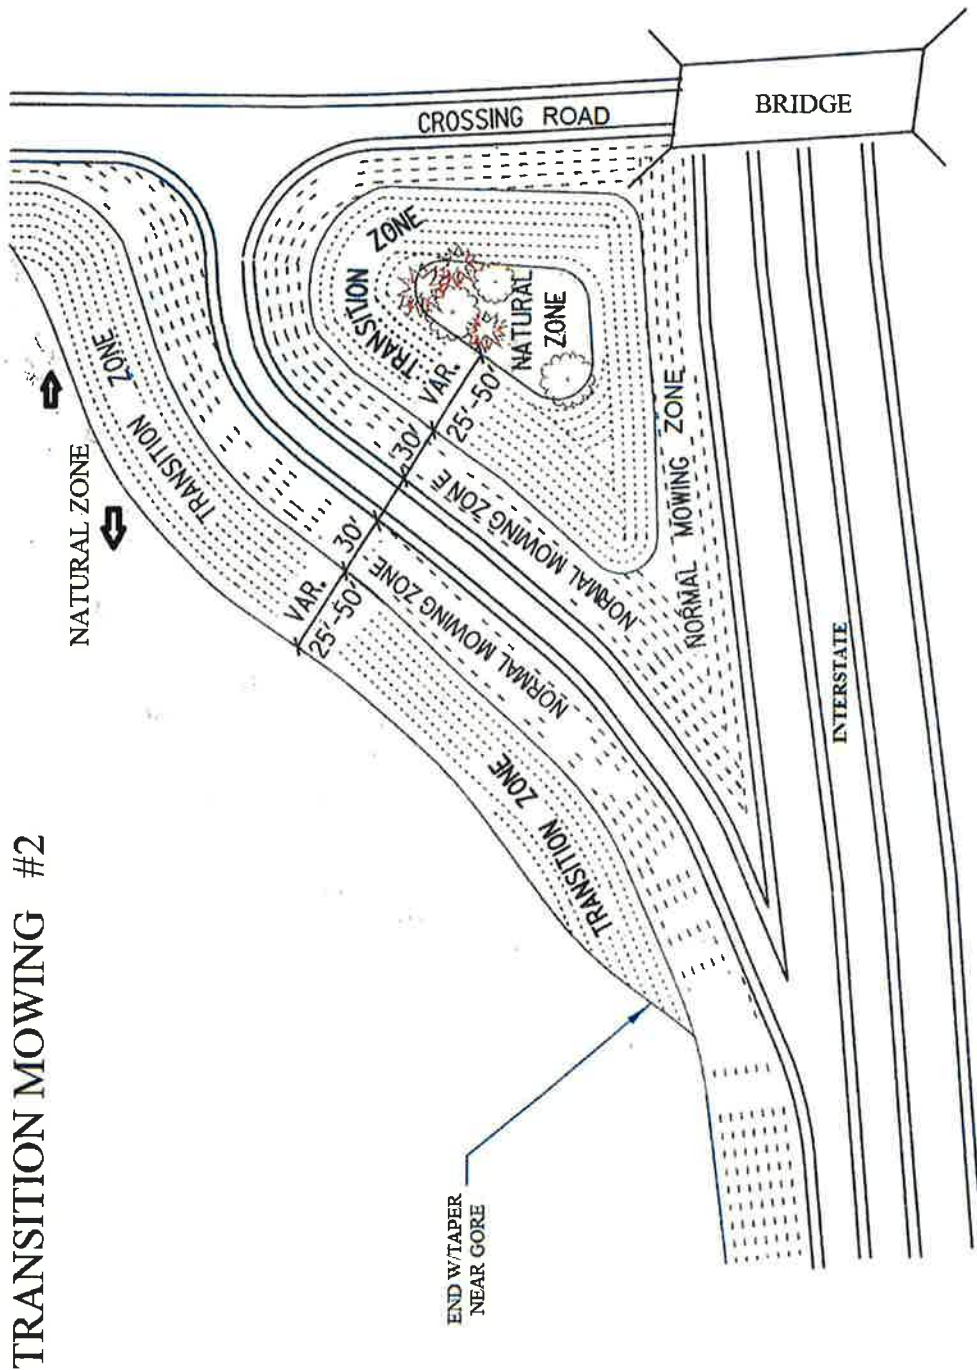 TRANSITION MOWING #2
NATURAL ZONE
TRANSITION ZONE
CROSSING ROAD
BRIDGE
TRANSITION ZONE
NATURAL
ZONE
VAR.
25'-50'
30'
30'
VAR.
25'-50'
NORMAL MOWING ZONE
NORMAL MOWING ZONE
NORMAL MOWING ZONE
TRANSITION ZONE
INTERSTATE
END W/TAPER
NEAR GORE